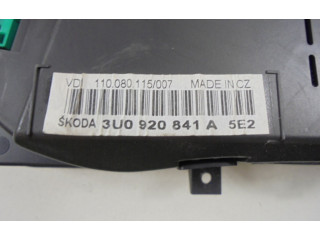 VDO 110.080.115/007 MADE IN CZ
ŠKODA 3U0 920 841 A 5E2